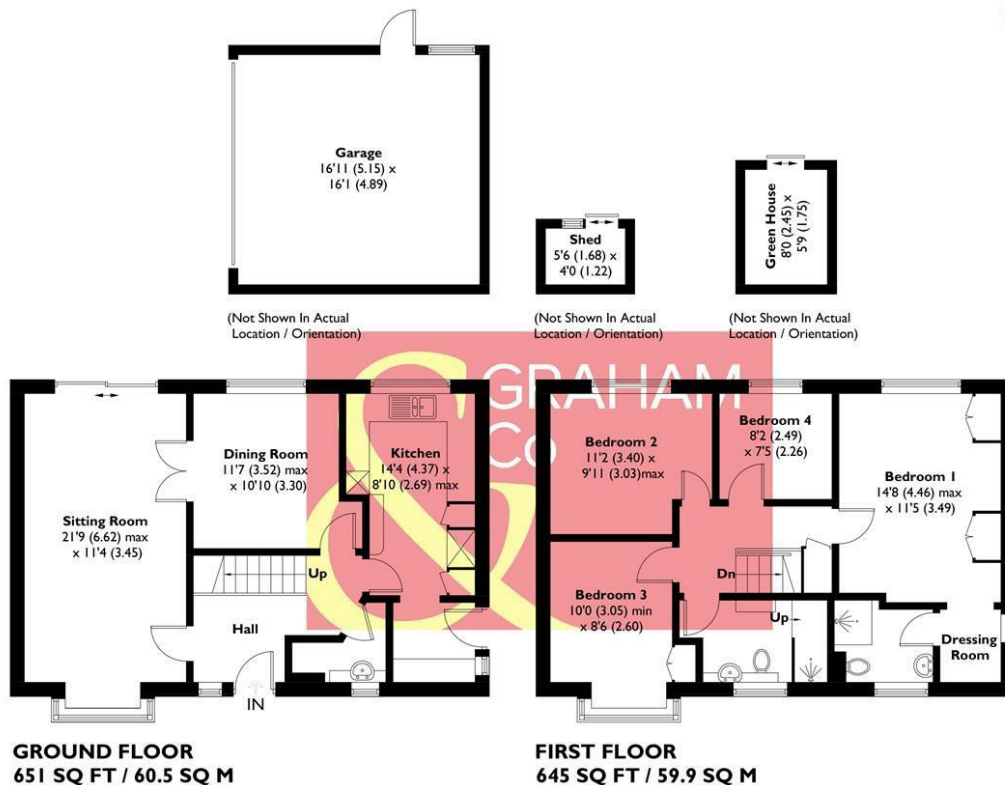 Garage
16'11 (5.15) x
16'1 (4.89)
Shed
5'6 (1.68) x
4'0 (1.22)
Green House
8'0 (2.45) x
5'9 (1.75)
(Not Shown In Actual
Location / Orientation)
(Not Shown In Actual
Location / Orientation)
(Not Shown In Actual
Location / Orientation)
&
GRAHAM
Co
Sitting Room
21'9 (6.62) max
x 11'4 (3.45)
Dining Room
11'7 (3.52) max
x 10'10 (3.30)
Kitchen
14'4 (4.37) x
8'10 (2.69) max
Up
Hall
IN
Bedroom 2
11'2 (3.40) x
9'11 (3.03)max
Bedroom 4
8'2 (2.49)
x 7'5 (2.26)
Bedroom 1
14'8 (4.46) max
x 11'5 (3.49)
Bedroom 3
10'0 (3.05) min
x 8'6 (2.60)
Dn
Up
Dressing
Room
GROUND FLOOR
651 SQ FT / 60.5 SQ M
FIRST FLOOR
645 SQ FT / 59.9 SQ M